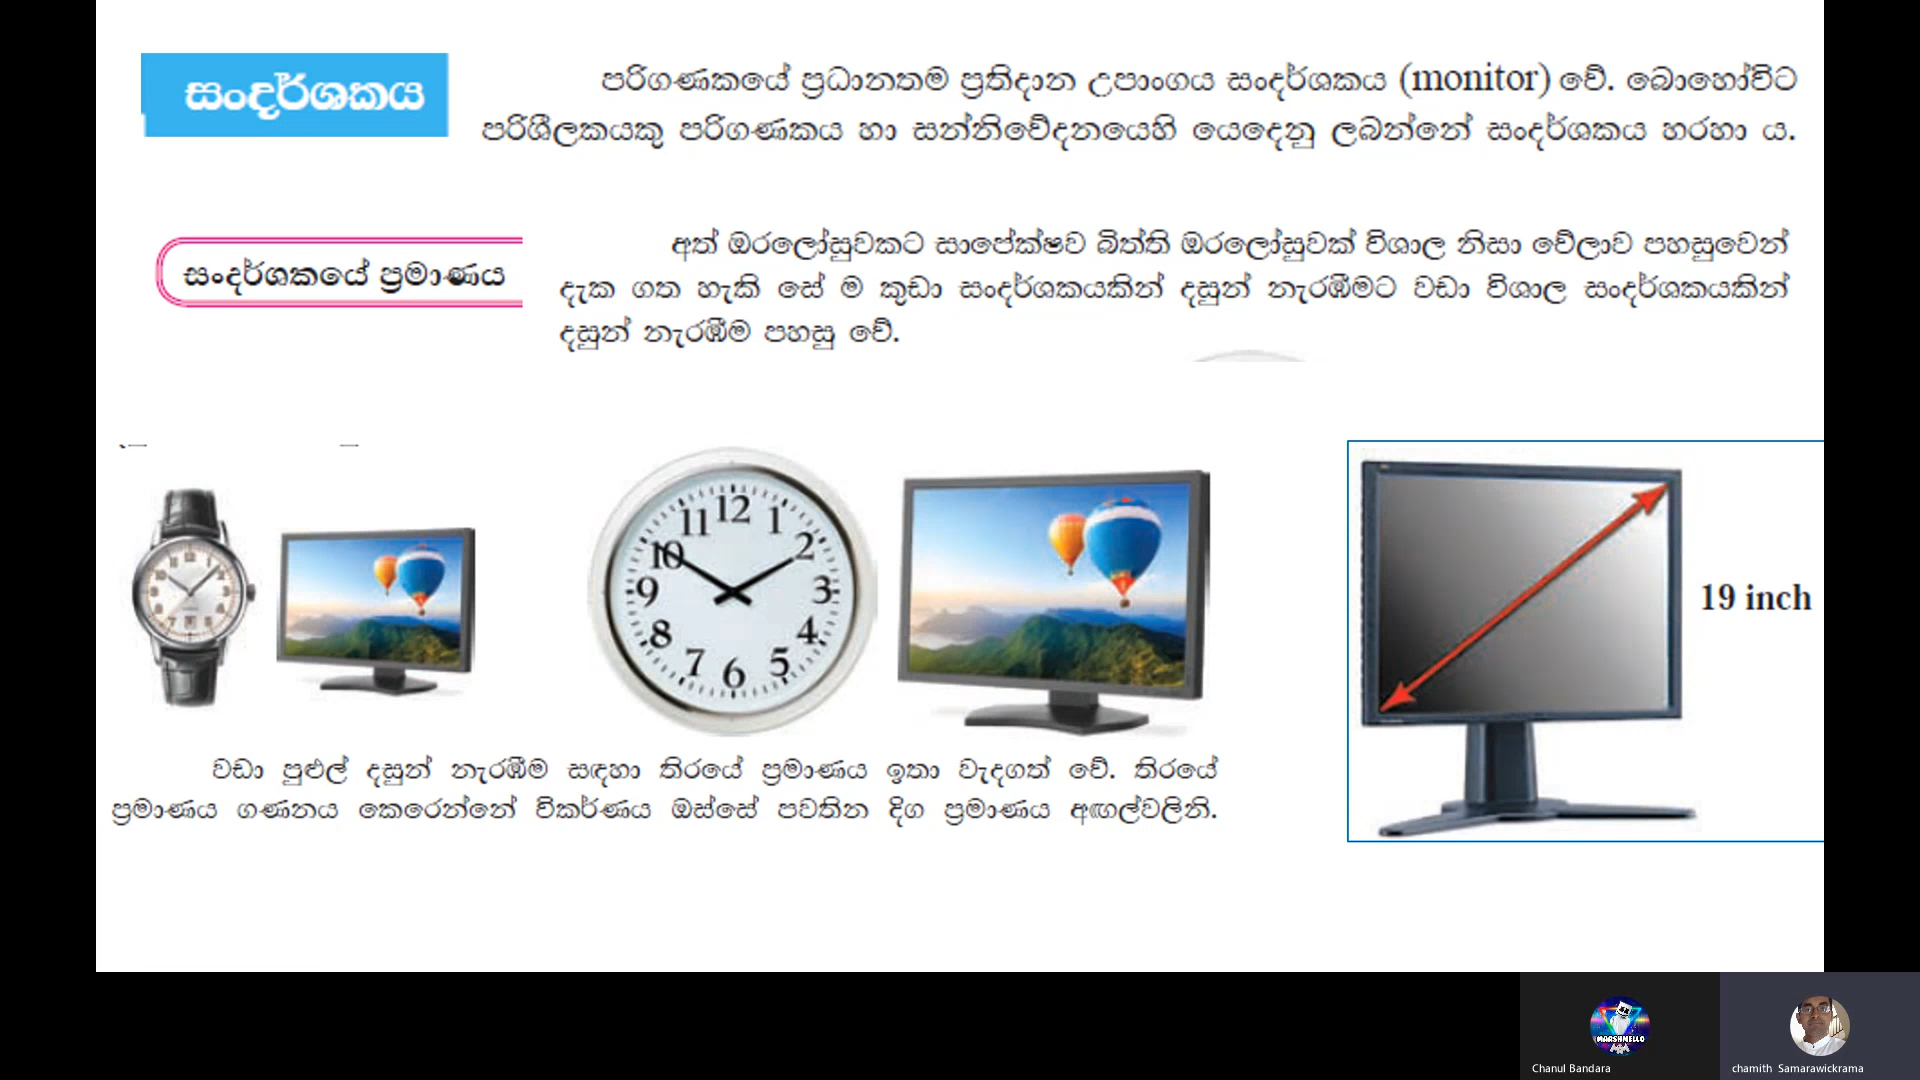 සංදර්ශකය
පරිගණකයේ ප්‍රධානතම ප්‍රතිදාන උපාංගය සංදර්ශකය (monitor) වේ. බොහෝවිට
පරිශීලකයකු පරිගණකය හා සන්නිවේදනයෙහි යෙදෙනු ලබන්නේ සංදර්ශකය හරහා ය.
සංදර්ශකයේ ප්‍රමාණය
අත් ඔරලෝසුවකට සාපේක්ෂව බිත්ති ඔරලෝසුවක් විශාල නිසා වේලාව පහසුවෙන්
දැක ගත හැකි සේ ම කුඩා සංදර්ශකයකින් දසුන් නැරඹීමට වඩා විශාල සංදර්ශකයකින්
දසුන් නැරඹීම පහසු වේ.
12
11 1
10 2
9 3
8 4
7 5
6
19 inch
වඩා පුළුල් දසුන් නැරඹීම සඳහා තිරයේ ප්‍රමාණය ඉතා වැදගත් වේ. තිරයේ
ප්‍රමාණය ගණනය කෙරෙන්නේ විකර්ණය ඔස්සේ පවතින දිග ප්‍රමාණය අඟල්වලිනි.
MARSHMELLO
Chanul Bandara
chamith Samarawickrama